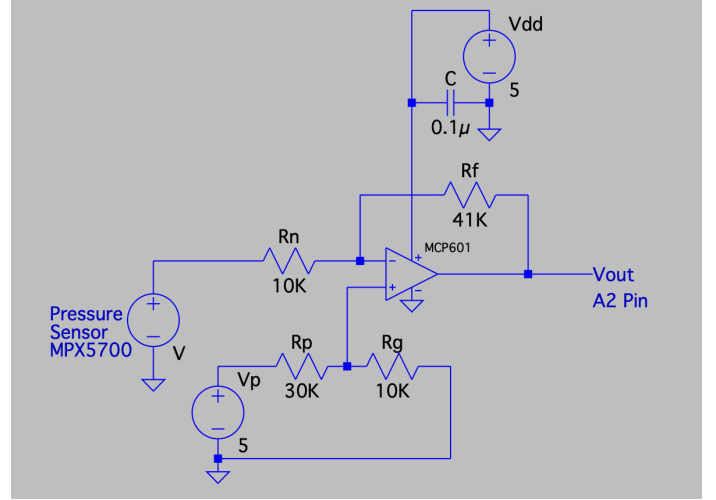 Vdd
+
−
5
C
0.1µ
Rf
41K
MCP601
Rn
10K
−
+
+
−
Vout
A2 Pin
Pressure
Sensor
MPX5700
+
−
V
Rp
30K
Rg
10K
Vp
+
−
5